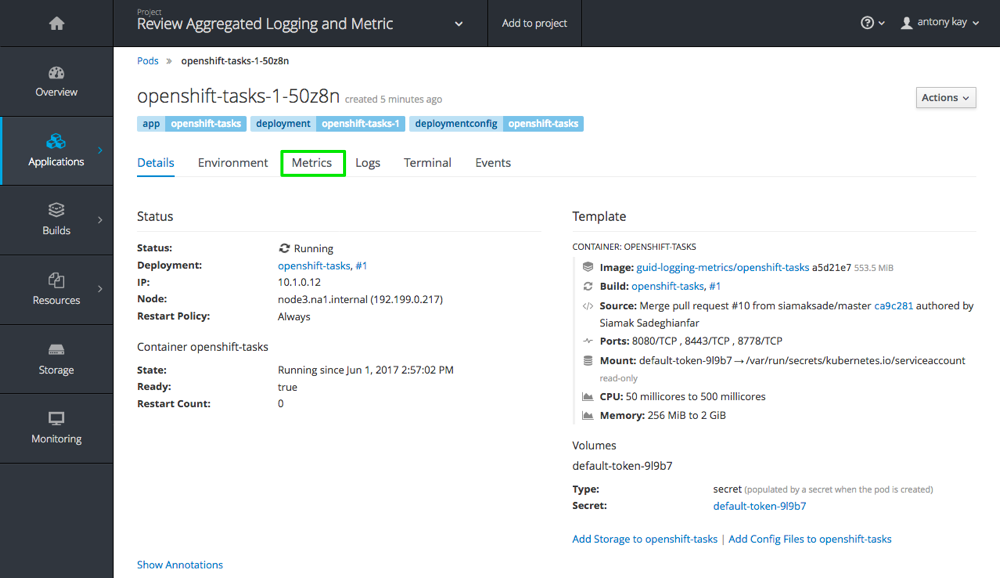 Project
Review Aggregated Logging and Metric
Add to project
antony kay
Overview
Applications
Builds
Resources
Storage
Monitoring
Pods » openshift-tasks-1-50z8n
openshift-tasks-1-50z8n created 5 minutes ago
Actions
app openshift-tasks deployment openshift-tasks-1 deploymentconfig openshift-tasks
Details Environment Metrics Logs Terminal Events
Status
Status: Running
Deployment: openshift-tasks, #1
IP: 10.1.0.12
Node: node3.na1.internal (192.199.0.217)
Restart Policy: Always
Container openshift-tasks
State: Running since Jun 1, 2017 2:57:02 PM
Ready: true
Restart Count: 0
Show Annotations
Template
CONTAINER: OPENSHIFT-TASKS
Image: guid-logging-metrics/openshift-tasks a5d21e7 553.5 MiB
Build: openshift-tasks, #1
Source: Merge pull request #10 from siamaksade/master ca9c281 authored by
Siamak Sadeghianfar
Ports: 8080/TCP , 8443/TCP , 8778/TCP
Mount: default-token-9l9b7 → /var/run/secrets/kubernetes.io/serviceaccount
read-only
CPU: 50 millicores to 500 millicores
Memory: 256 MiB to 2 GiB
Volumes
default-token-9l9b7
Type: secret (populated by a secret when the pod is created)
Secret: default-token-9l9b7
Add Storage to openshift-tasks | Add Config Files to openshift-tasks